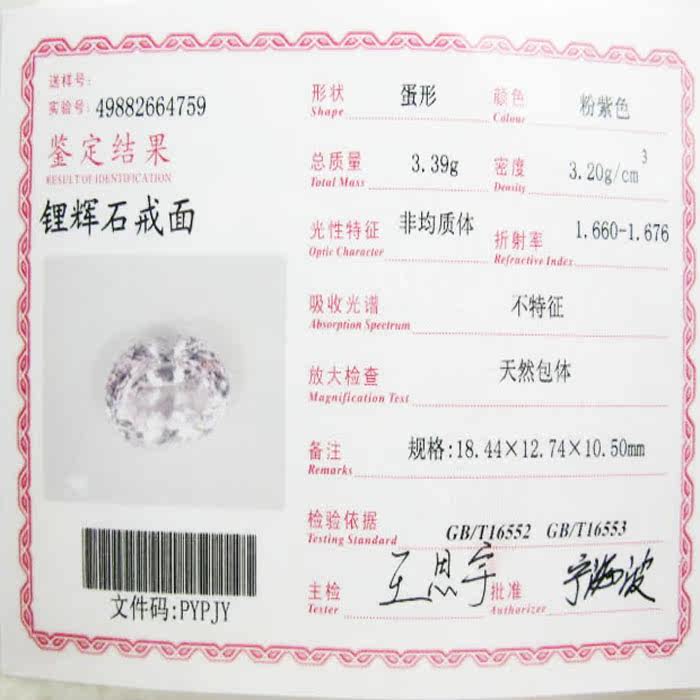 送样号:
实验号: 49882664759
鉴定结果
RESULT OF IDENTIFICATION
锂辉石戒面
文件码:PYPJY
形状 蛋形 颜色 粉紫色
Shape Colour
总质量 3.39g 密度 3.20g/cm³
Total Mass Density
光性特征 非均质体 折射率 1.660-1.676
Optic Character Refractive Index
吸收光谱 不特征
Absorption Spectrum
放大检查 天然包体
Magnification Test
备注 规格:18.44×12.74×10.50mm
Remarks
检验依据 GB/T16552 GB/T16553
Testing Standard
主检 王思宇 批准
Tester Authorizer